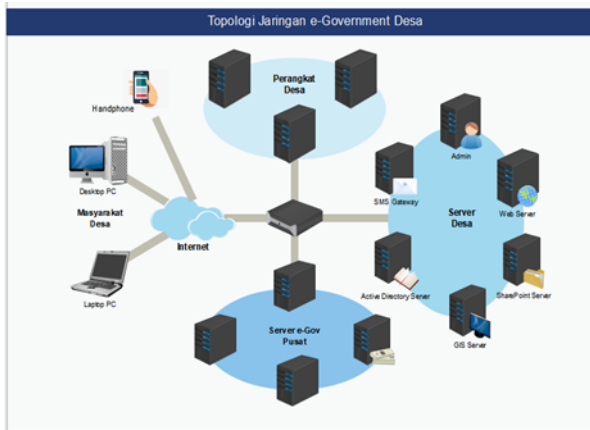 Topologi Jaringan e-Government Desa
Perangkat
Desa
Handphone
Desktop PC
Masyarakat
Desa
Laptop PC
Internet
Admin
SMS Gateway
Web Server
Server
Desa
Active Directory Server
SharePoint Server
GIS Server
Server e-Gov
Pusat